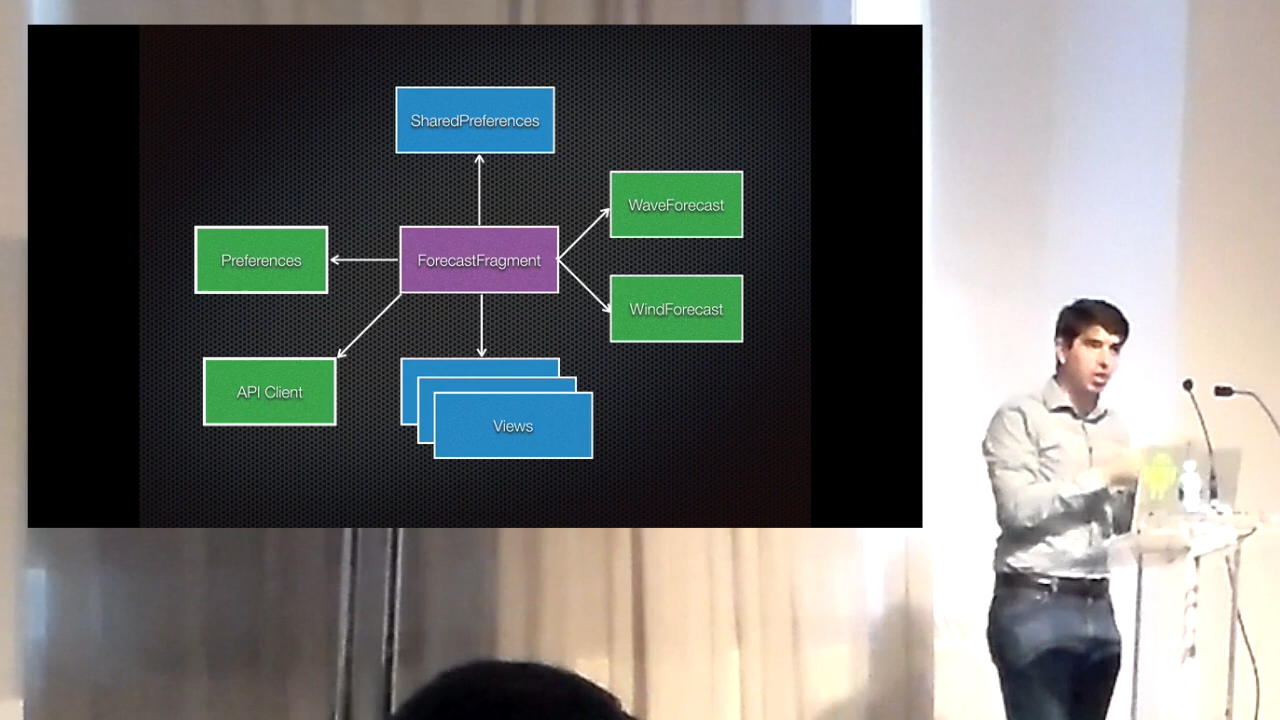 SharedPreferences
WaveForecast
Preferences
ForecastFragment
WindForecast
API Client
Views